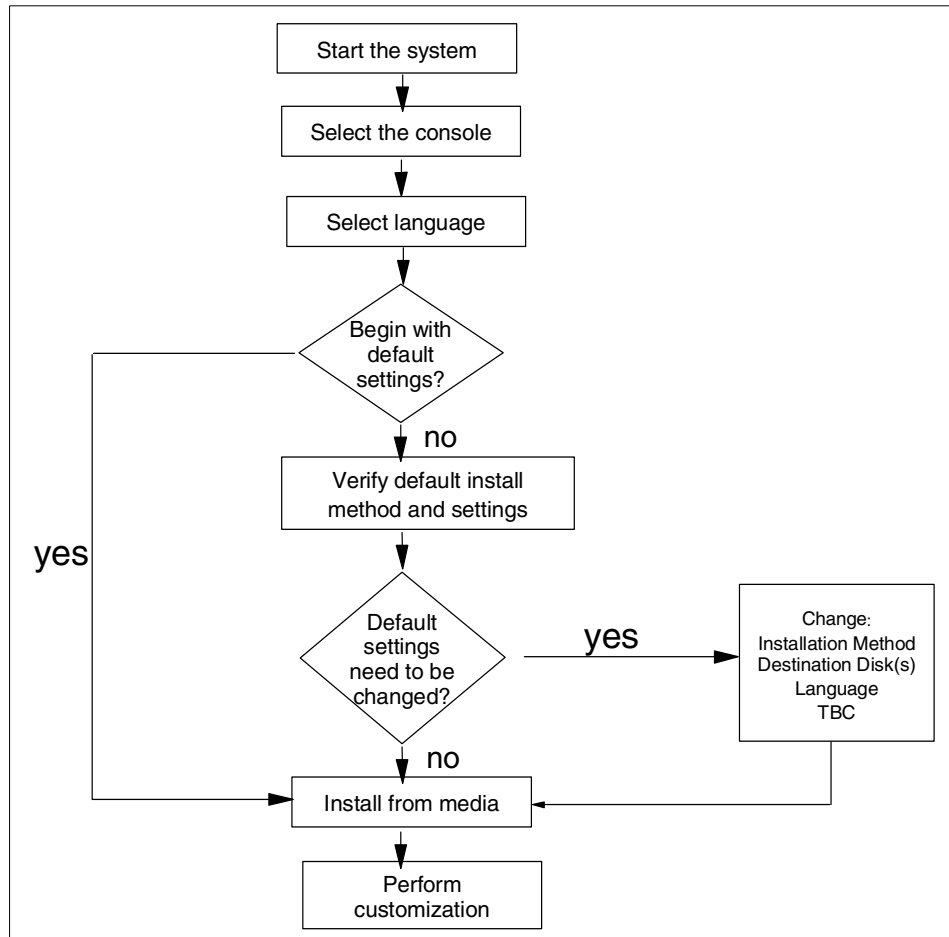 Start the system
Select the console
Select language
Begin with
default
settings?
no
Verify default install
method and settings
yes
Default
settings
need to be
changed?
yes
Change:
Installation Method
Destination Disk(s)
Language
TBC
no
Install from media
Perform
customization